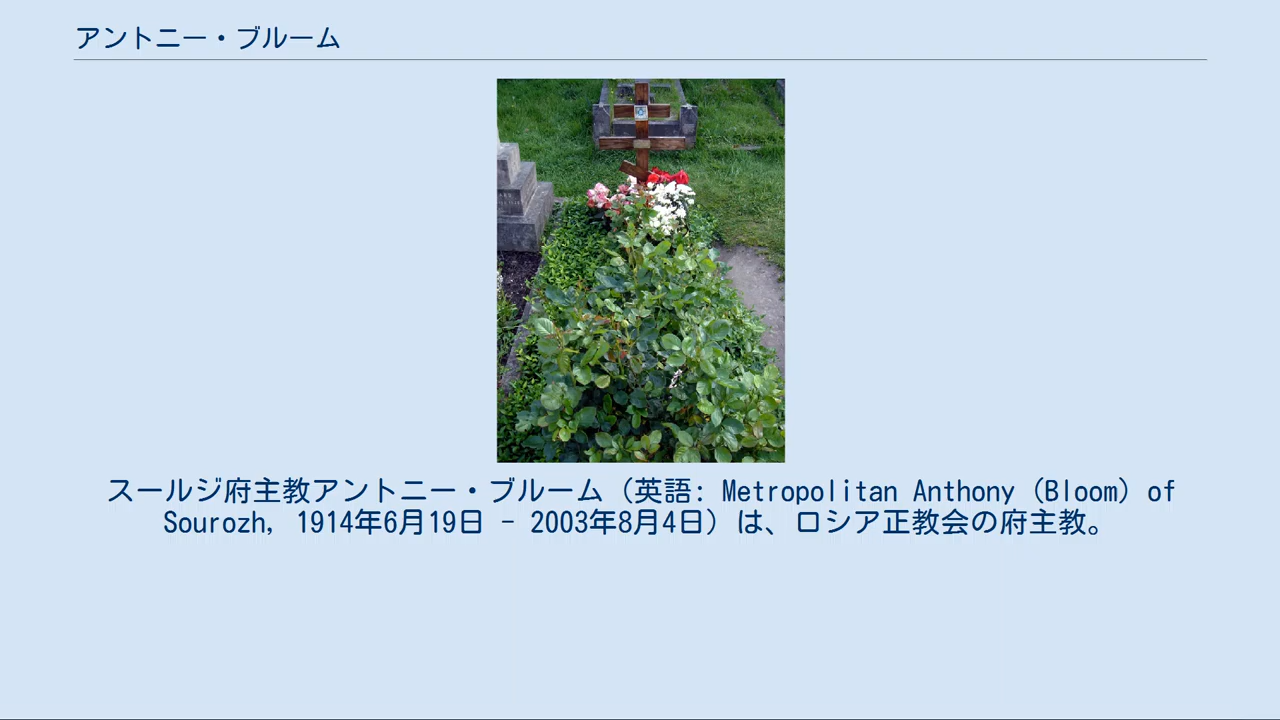 アントニー・ブルーム
スールジ府主教アントニー・ブルーム（英語: Metropolitan Anthony (Bloom) of
Sourozh, 1914年6月19日 - 2003年8月4日）は、ロシア正教会の府主教。